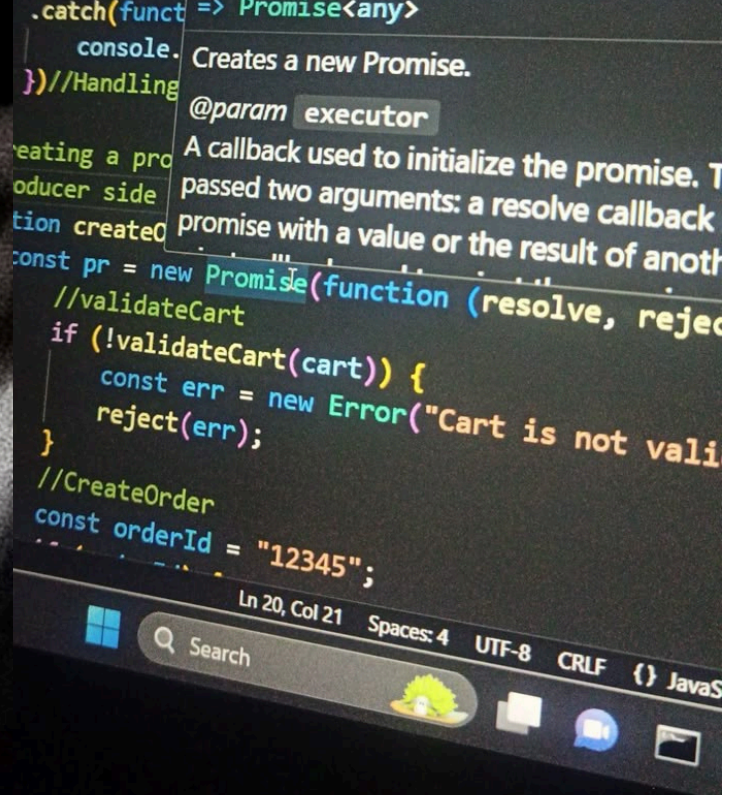 .catch(funct => Promise<any>
console.
})//Handling
Creates a new Promise.
@param executor
A callback used to initialize the promise. T
passed two arguments: a resolve callback
promise with a value or the result of anoth
eating a pro
oducer side
tion createO
const pr = new Promise(function (resolve, rejec
//validateCart
if (!validateCart(cart)) {
const err = new Error("Cart is not vali
reject(err);
}
//CreateOrder
const orderId = "12345";
Ln 20, Col 21 Spaces: 4 UTF-8 CRLF {} JavaS
Search